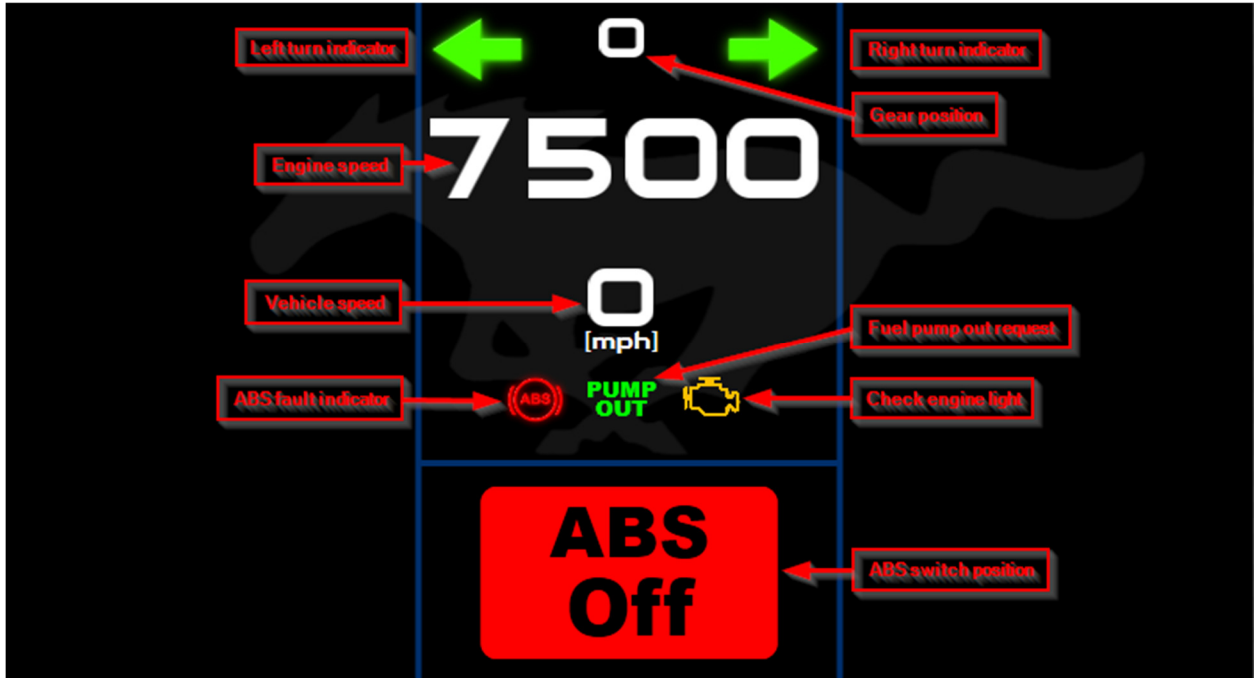 Left turn indicator
0
Right turn indicator
Gear position
7500
Engine speed
0
Vehicle speed
[mph]
Fuel pump out request
ABS fault indicator
ABS
PUMP
OUT
Check engine light
ABS
Off
ABS switch position